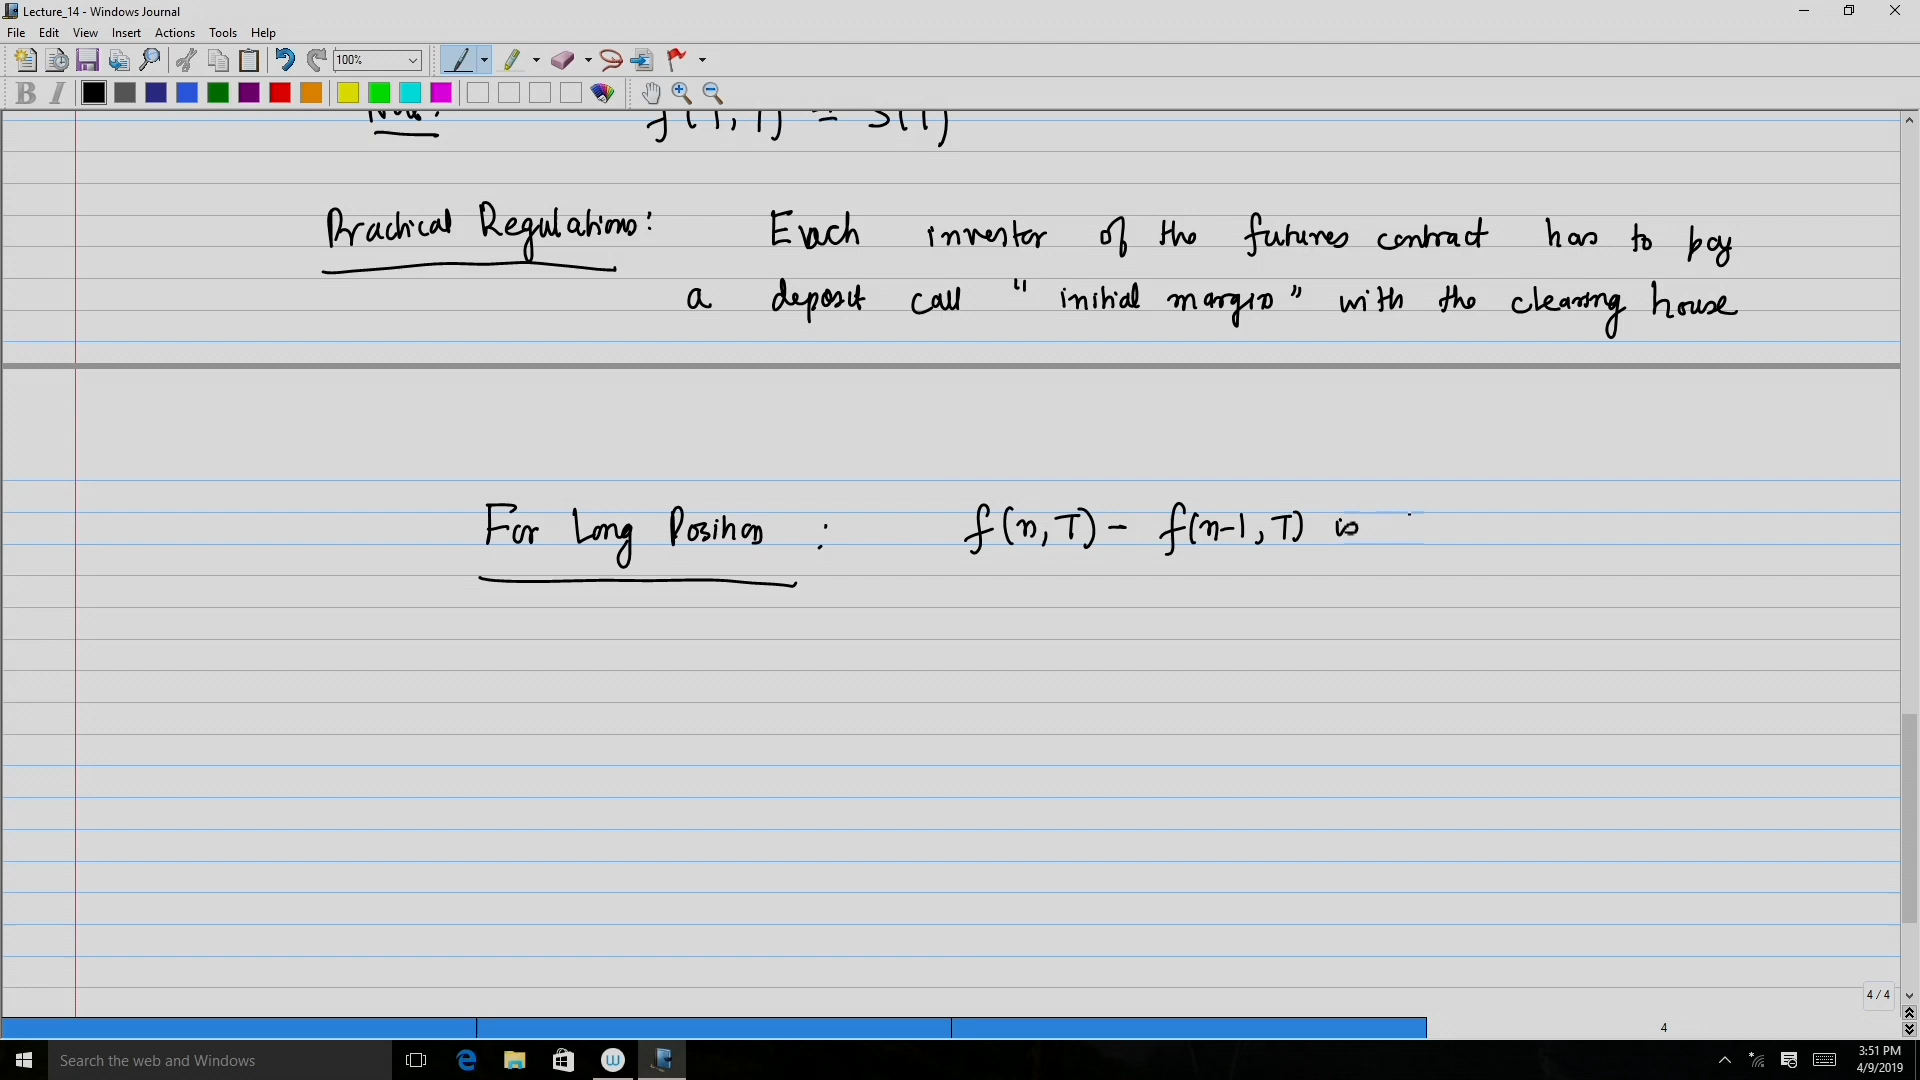 Lecture_14 - Windows Journal
File Edit View Insert Actions Tools Help
100%
B I
Note:
f(T, T) = S(T)
Practical Regulations: Each investor of the futures contract has to pay
a deposit call "initial margin" with the clearing house
For Long Position : f(n, T) - f(n-1, T) is
4 / 4
4
Search the web and Windows
3:51 PM
4/9/2019